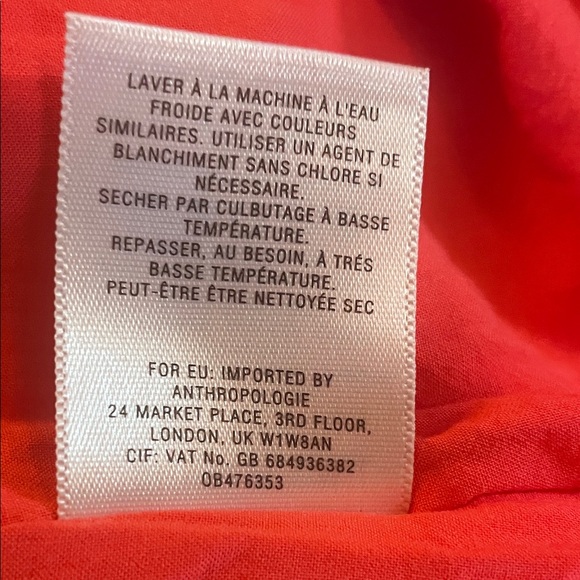 LAVER À LA MACHINE À L'EAU
FROIDE AVEC COULEURS
SIMILAIRES. UTILISER UN AGENT DE
BLANCHIMENT SANS CHLORE SI
NÉCESSAIRE.
SECHER PAR CULBUTAGE À BASSE
TEMPÉRATURE.
REPASSER, AU BESOIN, À TRÉS
BASSE TEMPÉRATURE.
PEUT-ÊTRE ÊTRE NETTOYÉE SEC
FOR EU: IMPORTED BY
ANTHROPOLOGIE
24 MARKET PLACE, 3RD FLOOR,
LONDON, UK W1W8AN
CIF: VAT No. GB 684936382
OB476353